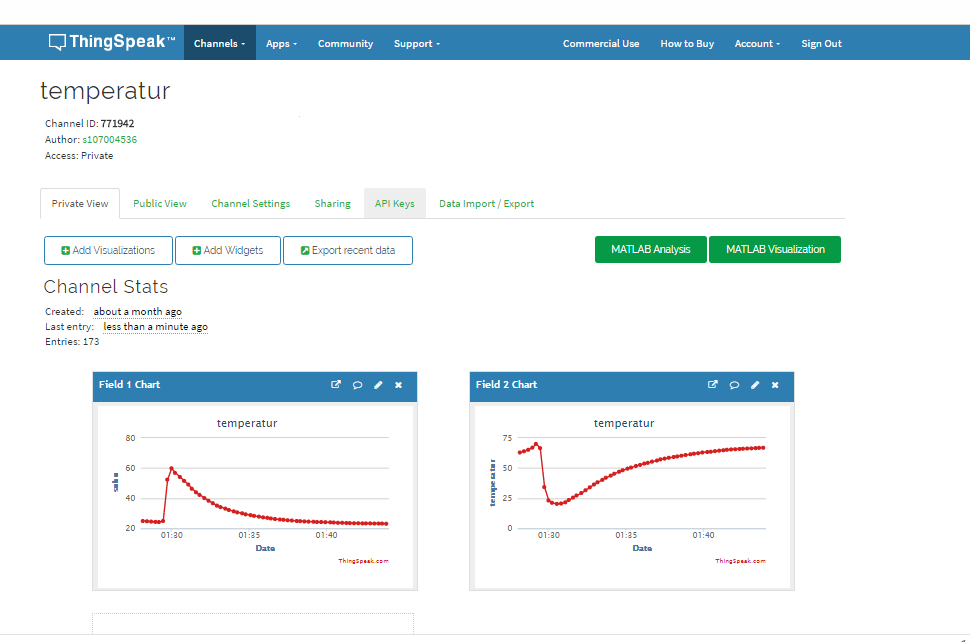 ThingSpeak™ Channels Apps Community Support Commercial Use How to Buy Account Sign Out
temperatur
Channel ID: 771942
Author: s107004536
Access: Private
Private View Public View Channel Settings Sharing API Keys Data Import / Export
Add Visualizations Add Widgets Export recent data MATLAB Analysis MATLAB Visualization
Channel Stats
Created: about a month ago
Last entry: less than a minute ago
Entries: 173
Field 1 Chart
temperatur
80
60
40
20
suhu
01:30 01:35 01:40
Date
ThingSpeak.com
Field 2 Chart
temperatur
75
50
25
0
temperatur
01:30 01:35 01:40
Date
ThingSpeak.com